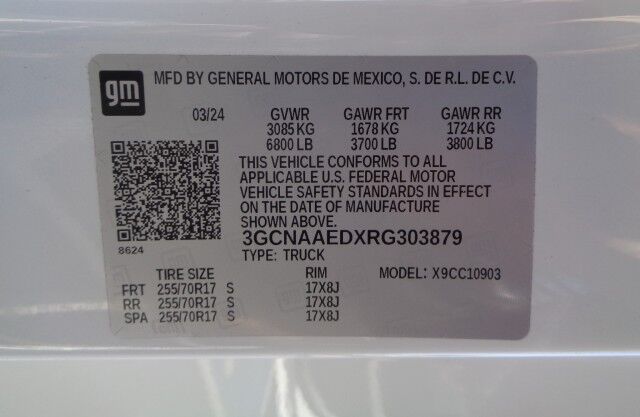 gm
MFD BY GENERAL MOTORS DE MEXICO, S. DE R.L. DE C.V.
03/24 GVWR GAWR FRT GAWR RR
3085 KG 1678 KG 1724 KG
6800 LB 3700 LB 3800 LB
THIS VEHICLE CONFORMS TO ALL
APPLICABLE U.S. FEDERAL MOTOR
VEHICLE SAFETY STANDARDS IN EFFECT
ON THE DATE OF MANUFACTURE
SHOWN ABOVE.
8624
3GCNAAEDXRG303879
TYPE: TRUCK
TIRE SIZE RIM MODEL: X9CC10903
FRT 255/70R17 S 17X8J
RR 255/70R17 S 17X8J
SPA 255/70R17 S 17X8J